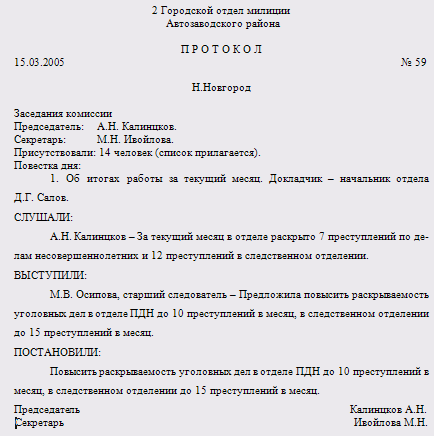 2 Городской отдел милиции
Автозаводского района
П Р О Т О К О Л
15.03.2005 № 59
Н.Новгород
Заседания комиссии
Председатель: А.Н. Калинцков.
Секретарь: М.Н. Ивойлова.
Присутствовали: 14 человек (список прилагается).
Повестка дня:
1. Об итогах работы за текущий месяц. Докладчик – начальник отдела
Д.Г. Салов.
СЛУШАЛИ:
А.Н. Калинцков – За текущий месяц в отделе раскрыто 7 преступлений по де-
лам несовершеннолетних и 12 преступлений в следственном отделении.
ВЫСТУПИЛИ:
М.В. Осипова, старший следователь – Предложила повысить раскрываемость
уголовных дел в отделе ПДН до 10 преступлений в месяц, в следственном отделении
до 15 преступлений в месяц.
ПОСТАНОВИЛИ:
Повысить раскрываемость уголовных дел в отделе ПДН до 10 преступлений в
месяц, в следственном отделении до 15 преступлений в месяц.
Председатель Калинцков А.Н.
Секретарь Ивойлова М.Н.